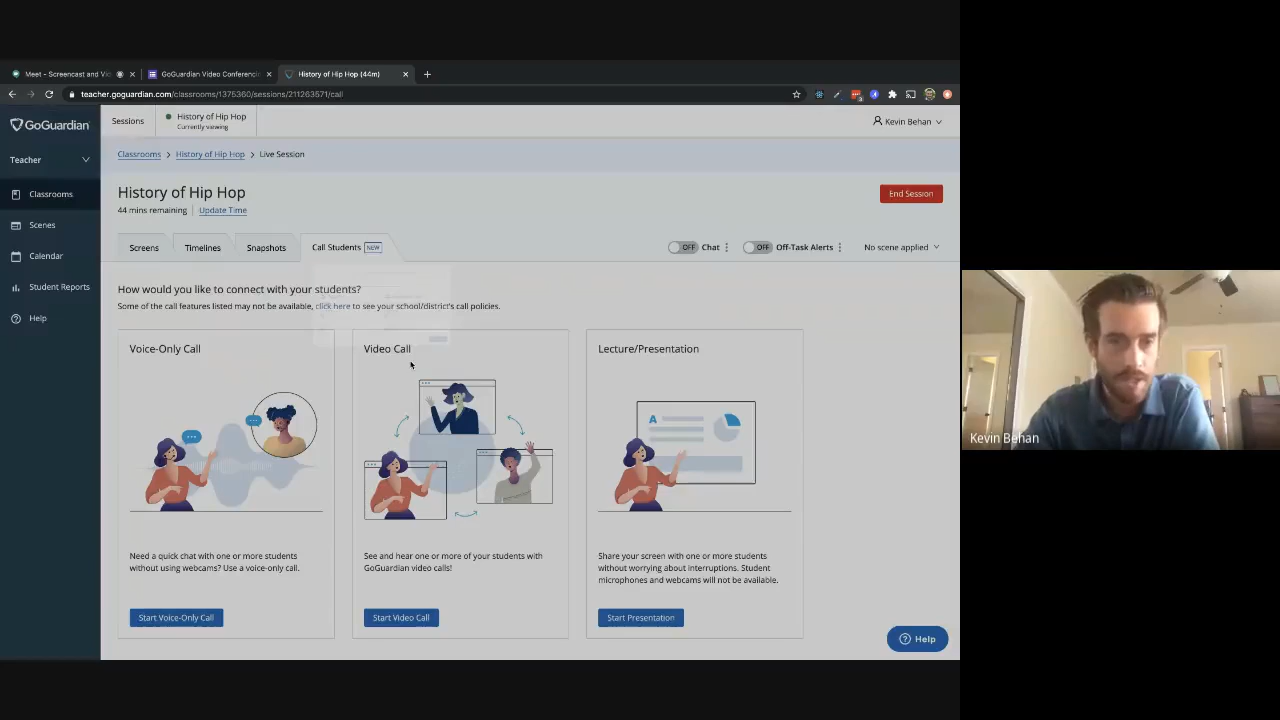 Meet - Screencast and Vi
GoGuardian Video Conferencin
History of Hip Hop (44m)
teacher.goguardian.com/classrooms/1375360/sessions/211263571/call
GoGuardian
Sessions
History of Hip Hop
Currently viewing
Kevin Behan
Teacher
Classrooms
Scenes
Calendar
Student Reports
Help
Classrooms > History of Hip Hop > Live Session
History of Hip Hop
44 mins remaining | Update Time
End Session
Screens
Timelines
Snapshots
Call Students NEW
OFF Chat
OFF Off-Task Alerts
No scene applied
How would you like to connect with your students?
Some of the call features listed may not be available, click here to see your school/district's call policies.
Voice-Only Call
Need a quick chat with one or more students
without using webcams? Use a voice-only call.
Start Voice-Only Call
Video Call
See and hear one or more of your students with
GoGuardian video calls!
Start Video Call
Lecture/Presentation
A
Share your screen with one or more students
without worrying about interruptions. Student
microphones and webcams will not be available.
Start Presentation
Help
Kevin Behan